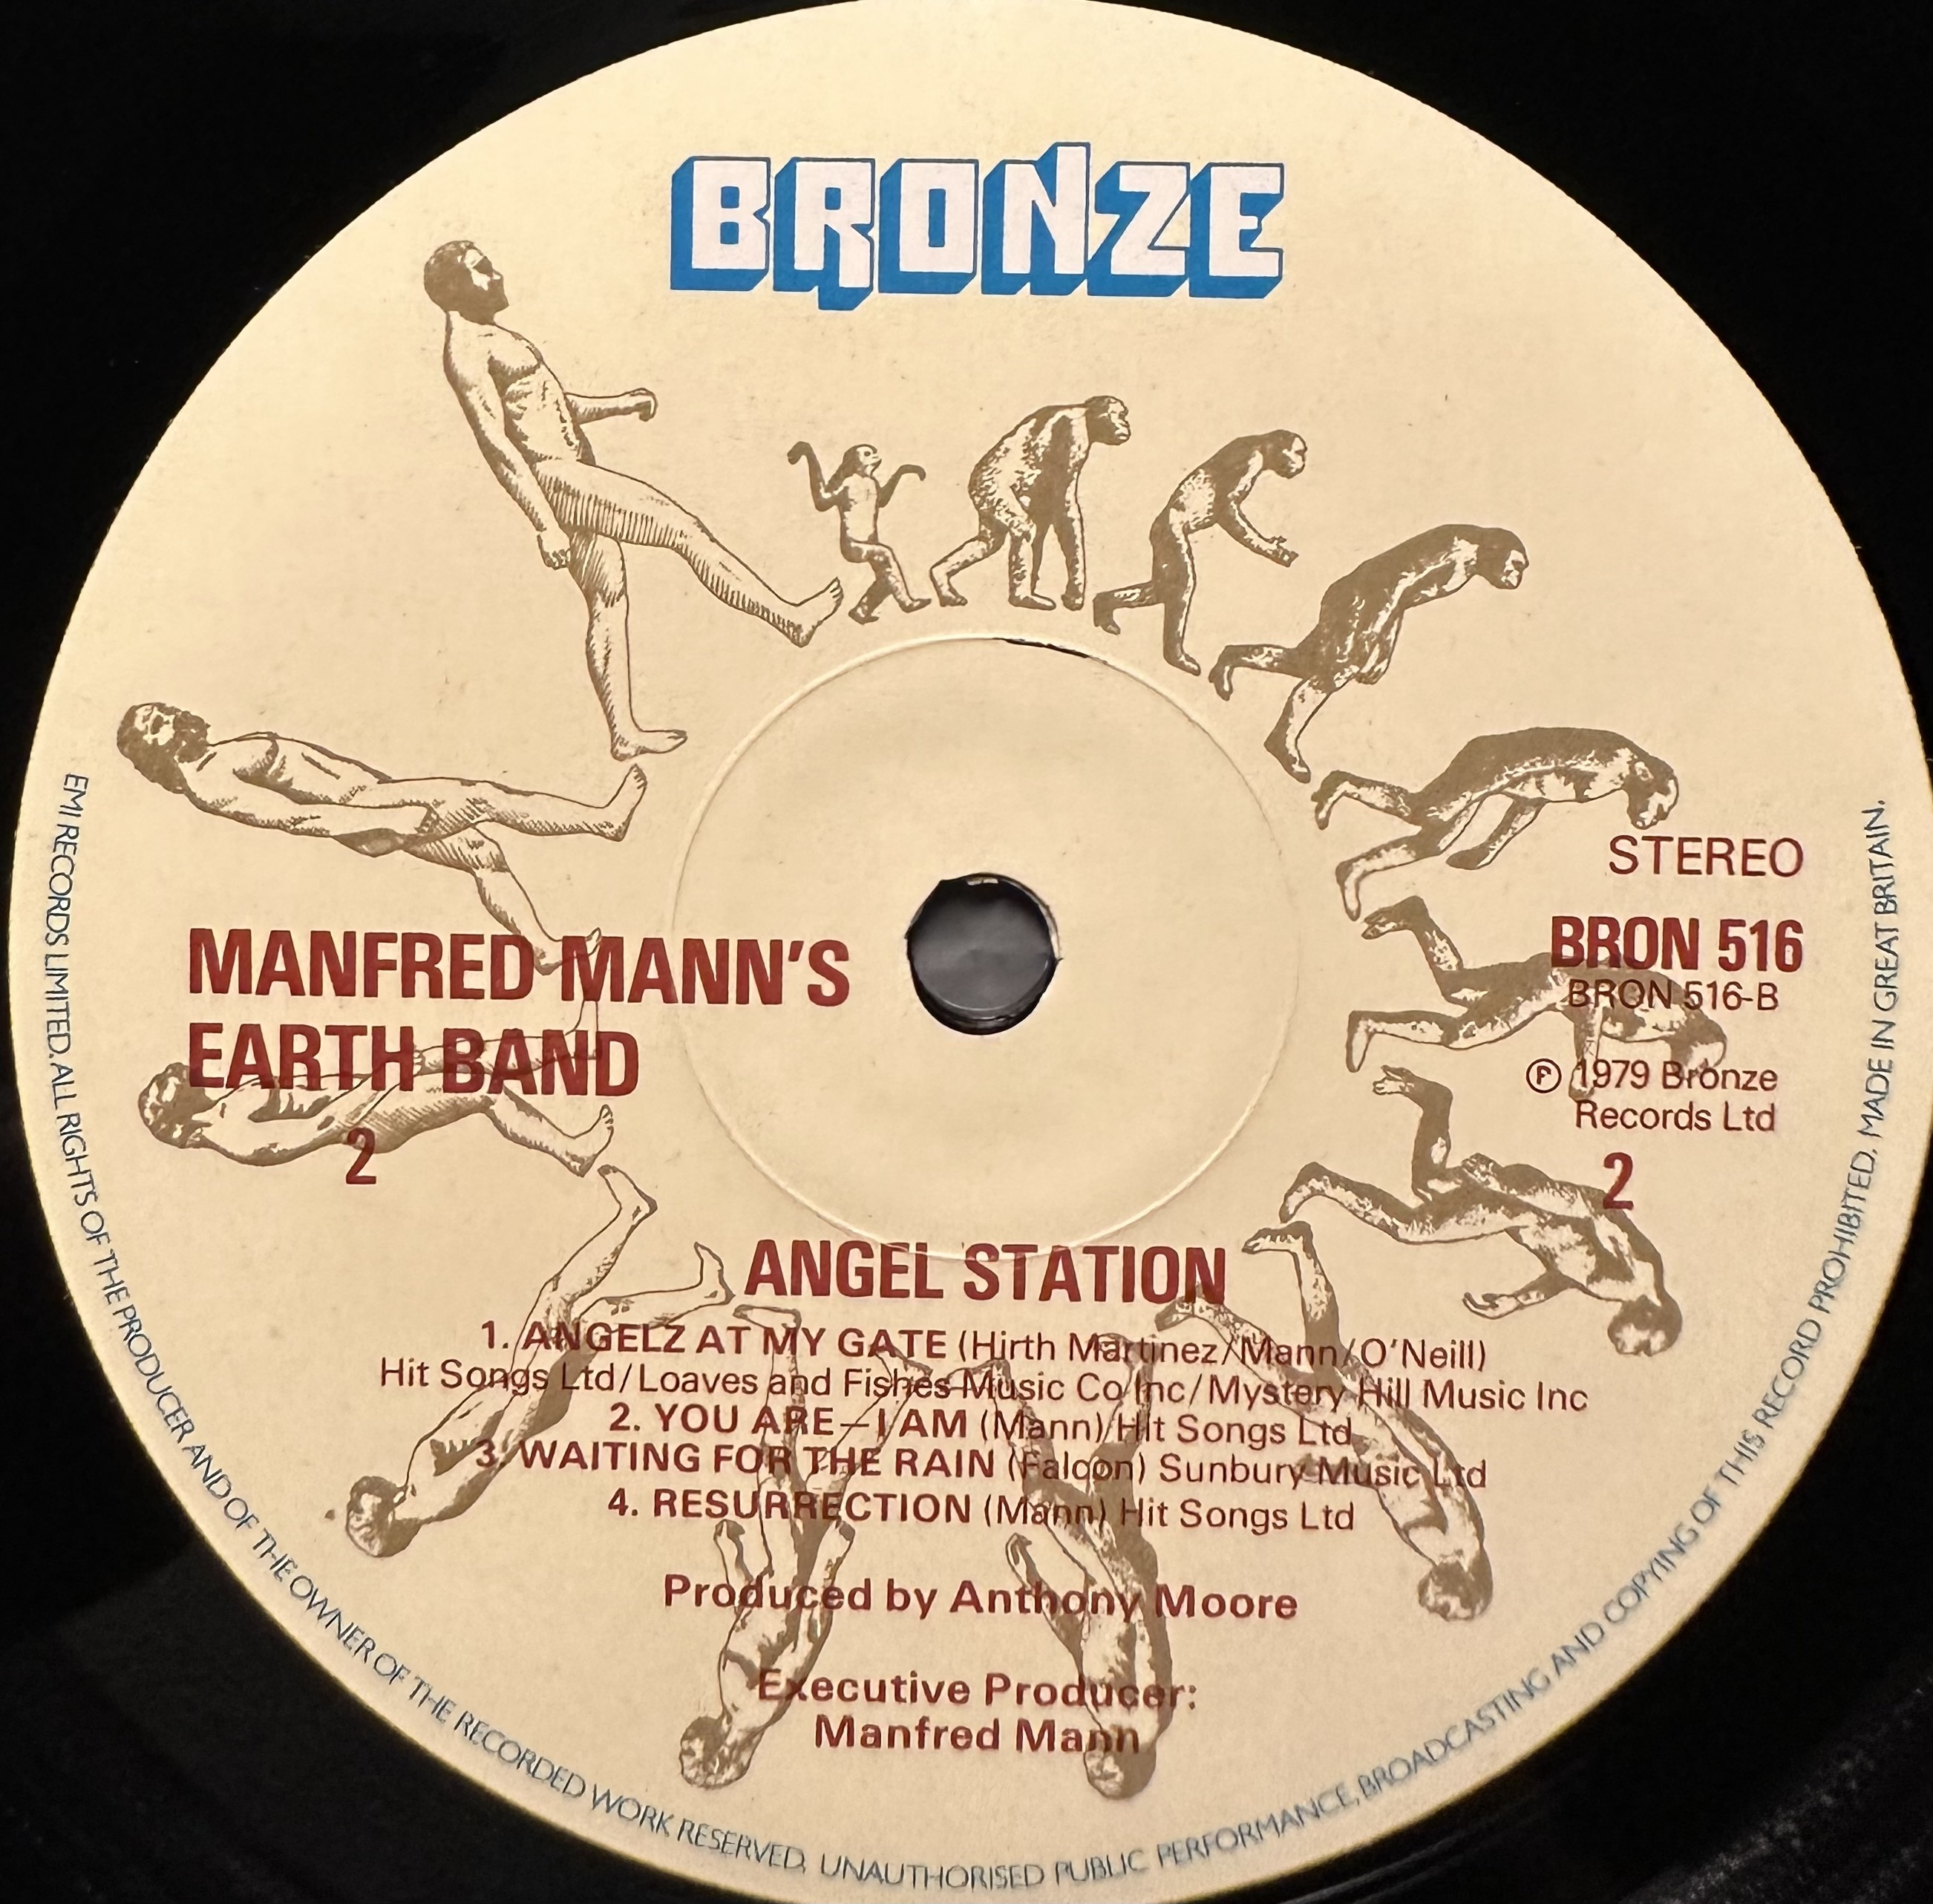 BRONZE
STEREO
BRON 516
BRON 516-B
Ⓟ 1979 Bronze
Records Ltd
2
MANFRED MANN'S
EARTH BAND
2
ANGEL STATION
1. ANGELZ AT MY GATE (Hirth Martinez/Mann/O'Neill)
Hit Songs Ltd/Loaves and Fishes Music Co Inc/Mystery Hill Music Inc
2. YOU ARE—I AM (Mann) Hit Songs Ltd
3. WAITING FOR THE RAIN (Falcon) Sunbury Music Ltd
4. RESURRECTION (Mann) Hit Songs Ltd
Produced by Anthony Moore
Executive Producer:
Manfred Mann
EMI RECORDS LIMITED. ALL RIGHTS OF THE PRODUCER AND OF THE OWNER OF THE RECORDED WORK RESERVED. UNAUTHORISED PUBLIC PERFORMANCE, BROADCASTING AND COPYING OF THIS RECORD PROHIBITED. MADE IN GREAT BRITAIN.